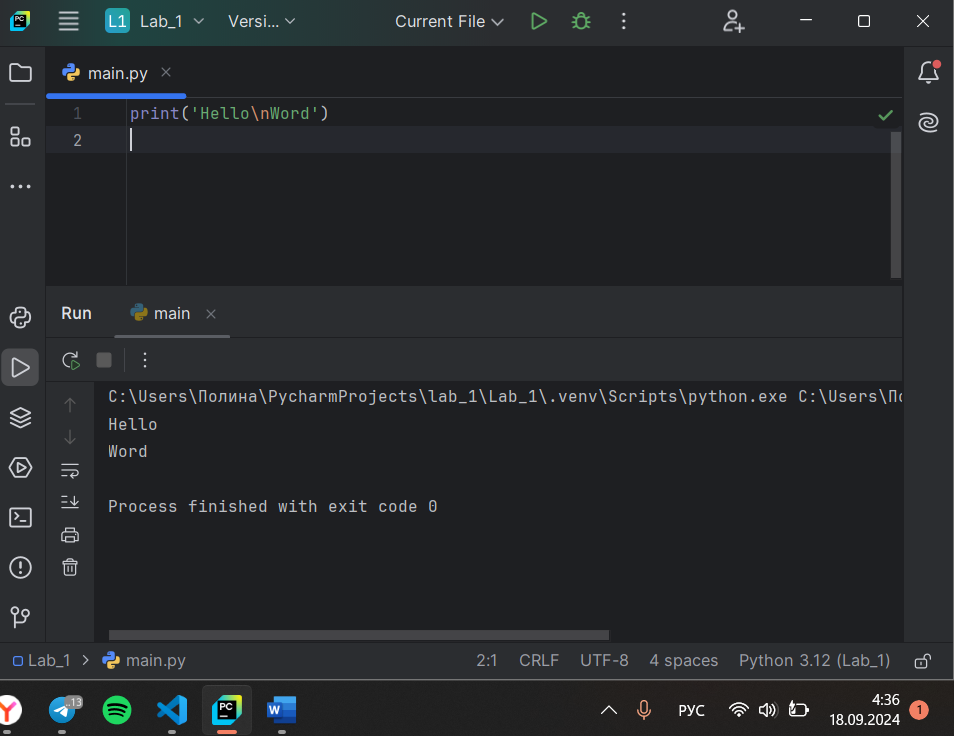 PC
L1 Lab_1 Versi... Current File
main.py
1 print('Hello\nWord')
2
Run main
C:\Users\Полина\PycharmProjects\lab_1\Lab_1\.venv\Scripts\python.exe C:\Users\По
Hello
Word
Process finished with exit code 0
Lab_1 main.py 2:1 CRLF UTF-8 4 spaces Python 3.12 (Lab_1)
13 PC W РУС 4:36 1
18.09.2024